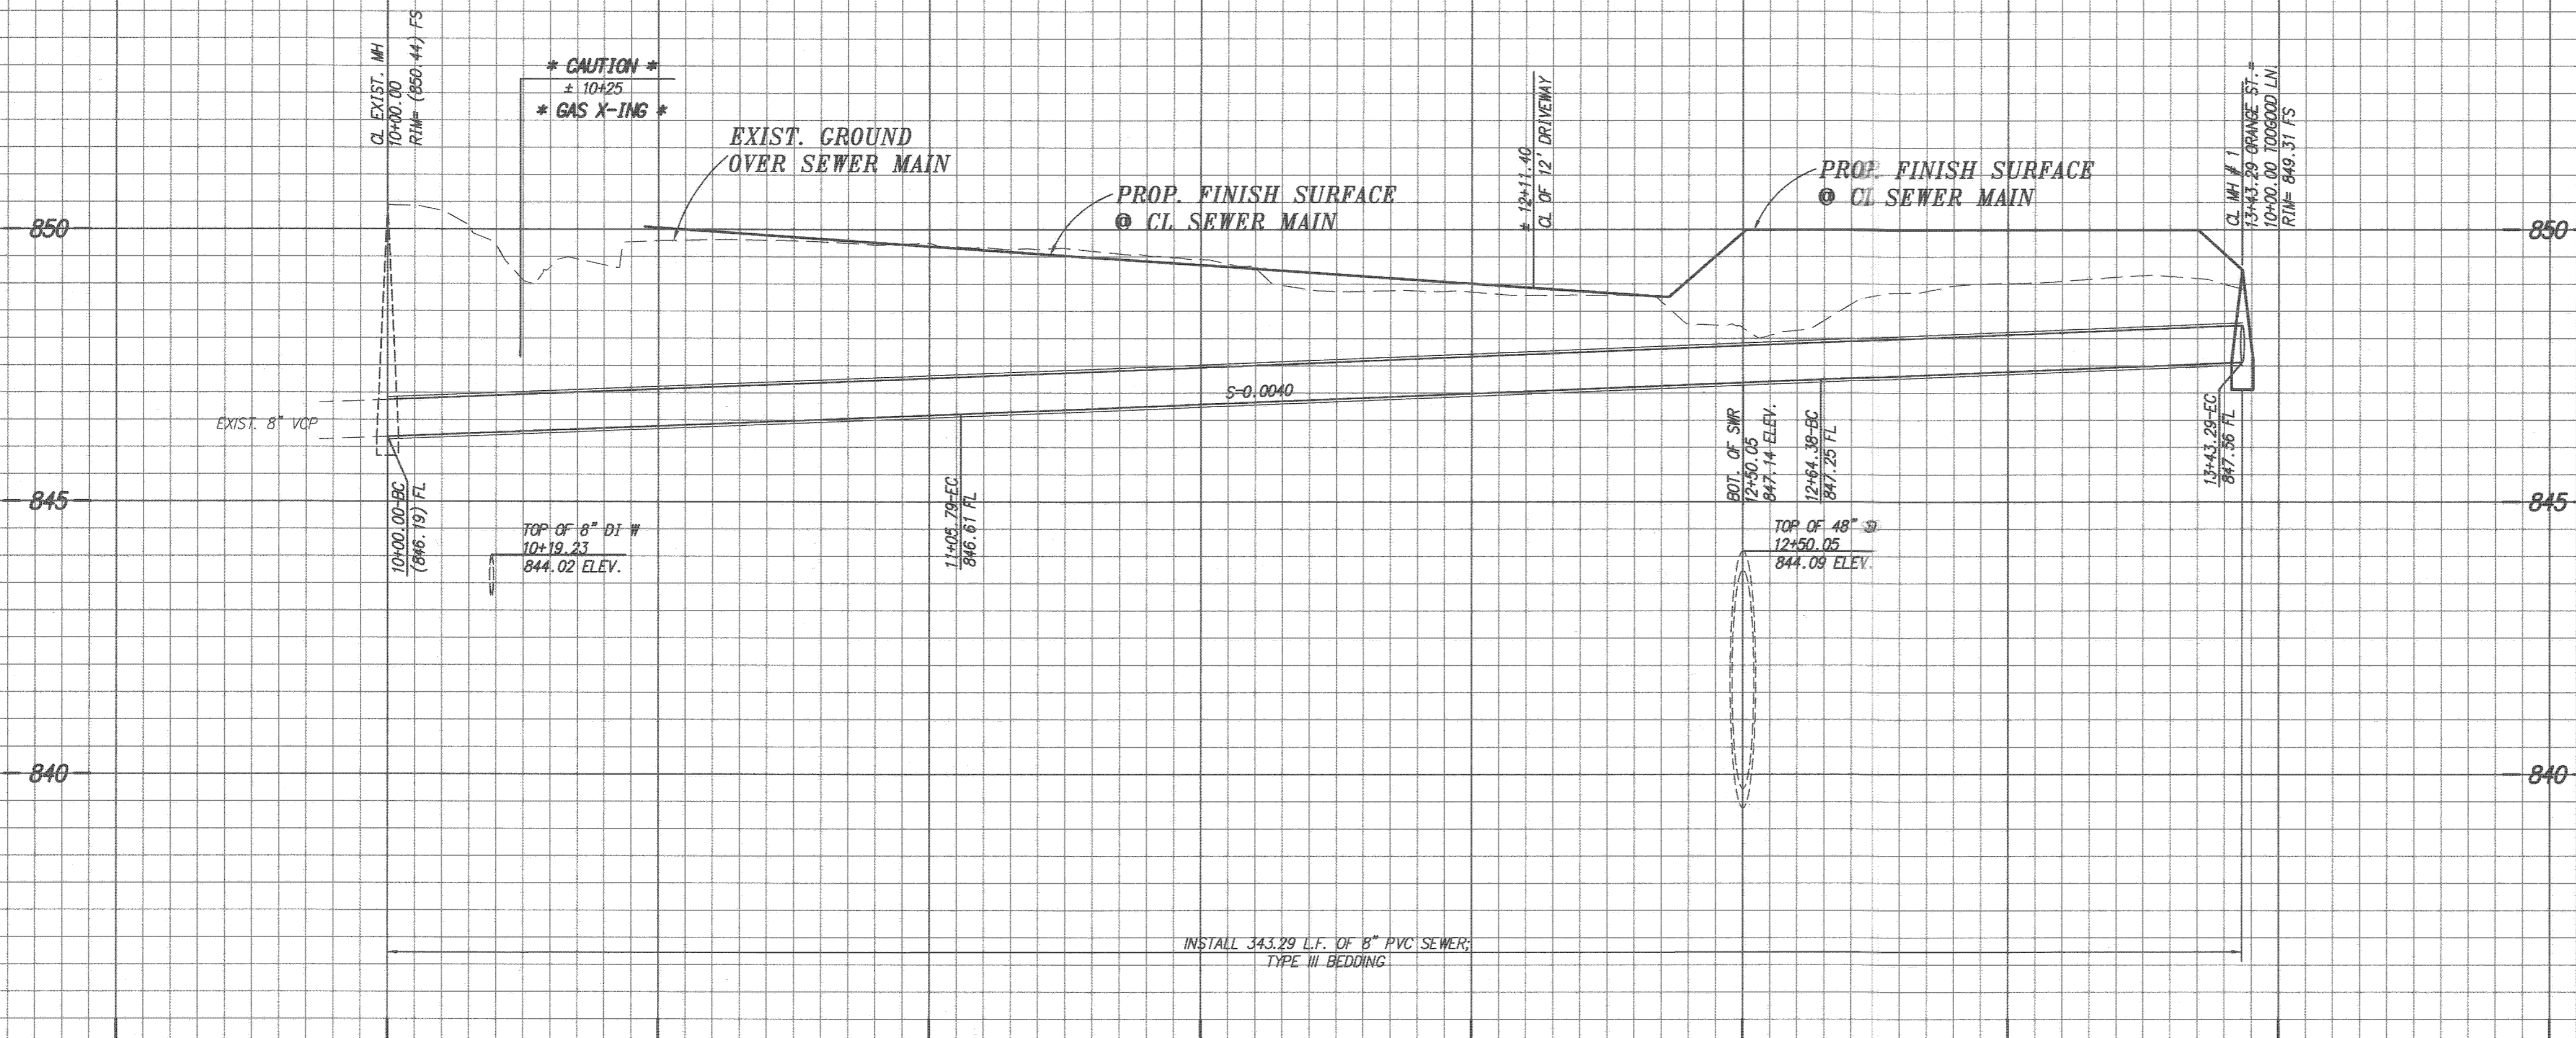 CL EXIST. MH
10+00.00
RIM= (850.44) FS
* CAUTION *
± 10+25
* GAS X-ING *
EXIST. GROUND
OVER SEWER MAIN
PROP. FINISH SURFACE
@ CL SEWER MAIN
± 12+11.40
CL OF 12' DRIVEWAY
PROP. FINISH SURFACE
@ CL SEWER MAIN
CL MH # 1
13+43.29 ORANGE ST.=
10+00.00 TOOGOOD LN.
RIM= 849.31 FS
850
850
S=0.0040
EXIST. 8" VCP
10+00.00-BC
(846.19) FL
11+05.79-EC
846.61 FL
BOT. OF SWR
12+50.05
847.14 ELEV.
12+64.38-BC
847.25 FL
13+43.29-EC
847.56 FL
845
845
TOP OF 8" DI W
10+19.23
844.02 ELEV.
TOP OF 48" SD
12+50.05
844.09 ELEV.
840
840
INSTALL 343.29 L.F. OF 8" PVC SEWER;
TYPE III BEDDING